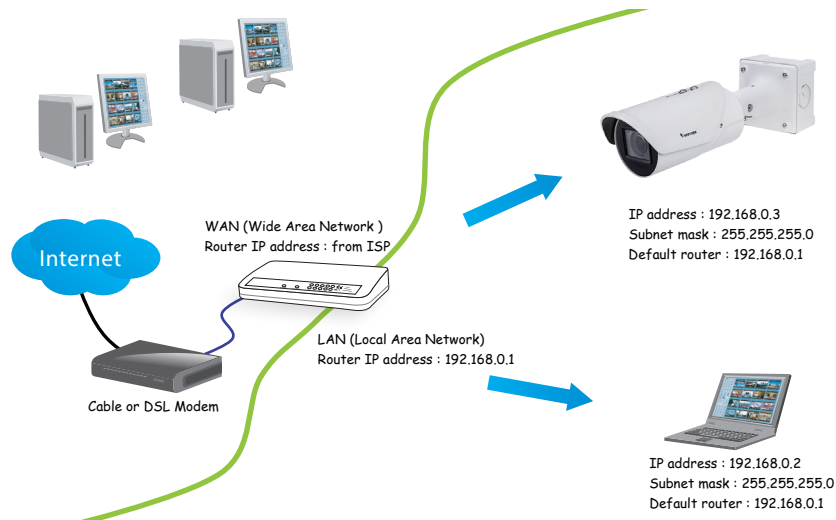 WAN (Wide Area Network )
Router IP address : from ISP
Internet
LAN (Local Area Network)
Router IP address : 192.168.0.1
Cable or DSL Modem
VIVOTEK
IP address : 192.168.0.3
Subnet mask : 255.255.255.0
Default router : 192.168.0.1
IP address : 192.168.0.2
Subnet mask : 255.255.255.0
Default router : 192.168.0.1